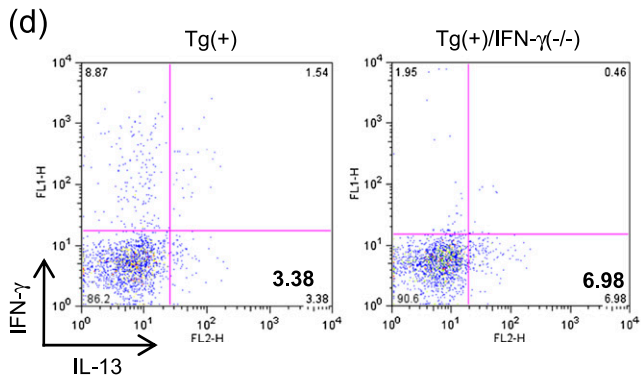 (d)
Tg(+)
Tg(+)/IFN-γ(-/-)
10⁴
8.87
1.54
10³
10²
10¹
10⁰
FL1-H
86.2
3.38
3.38
10⁰ 10¹ 10² 10³ 10⁴
FL2-H
10⁴
1.95
0.46
10³
10²
10¹
10⁰
FL1-H
90.6
6.98
6.98
10⁰ 10¹ 10² 10³ 10⁴
FL2-H
IFN-γ
IL-13